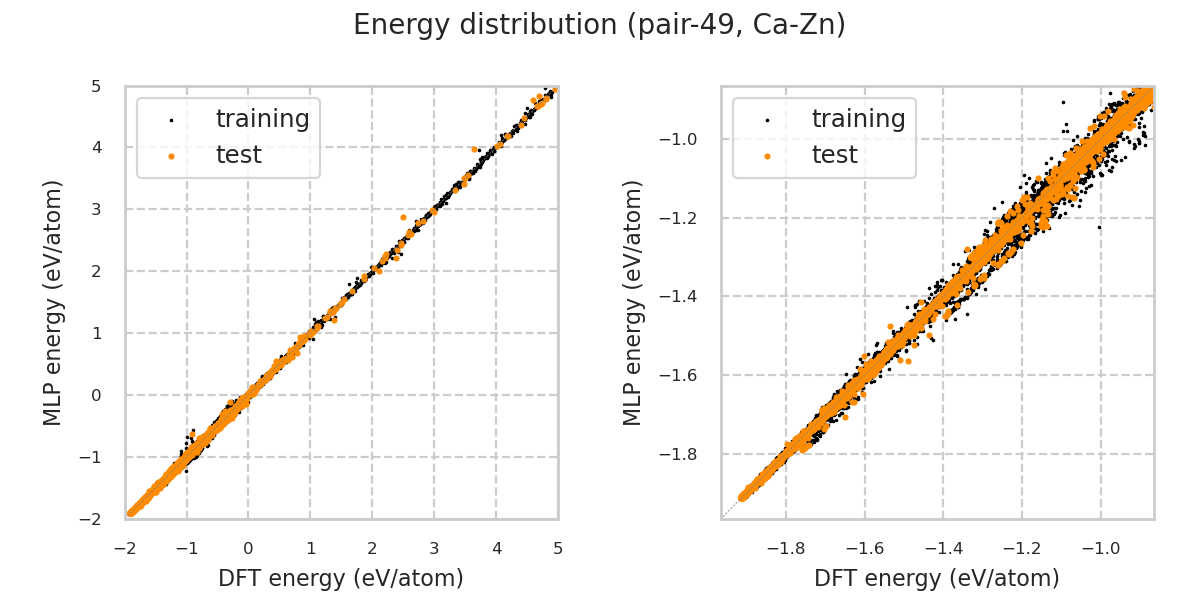 Energy distribution (pair-49, Ca-Zn)
training
test
MLP energy (eV/atom)
5
4
3
2
1
0
−1
−2
−2 −1 0 1 2 3 4 5
DFT energy (eV/atom)
training
test
MLP energy (eV/atom)
−1.0
−1.2
−1.4
−1.6
−1.8
−1.8 −1.6 −1.4 −1.2 −1.0
DFT energy (eV/atom)